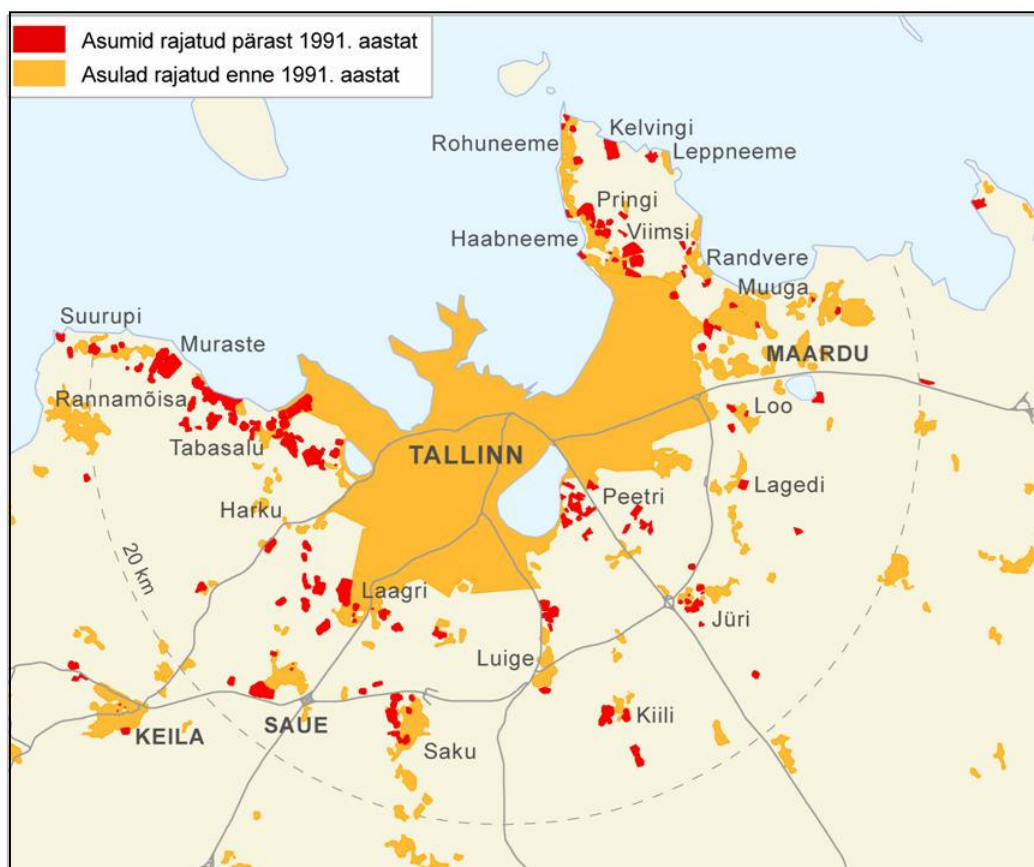 Asumid rajatud pärast 1991. aastat
Asulad rajatud enne 1991. aastat
Rohuneeme
Kelvingi
Leppneeme
Pringi
Haabneeme
Viimsi
Randvere
Muuga
Suurupi
Muraste
MAARDU
Rannamõisa
Loo
Tabasalu
TALLINN
Lagedi
Peetri
Harku
20 km
Laagri
Jüri
Luige
Kiili
SAUE
KEILA
Saku